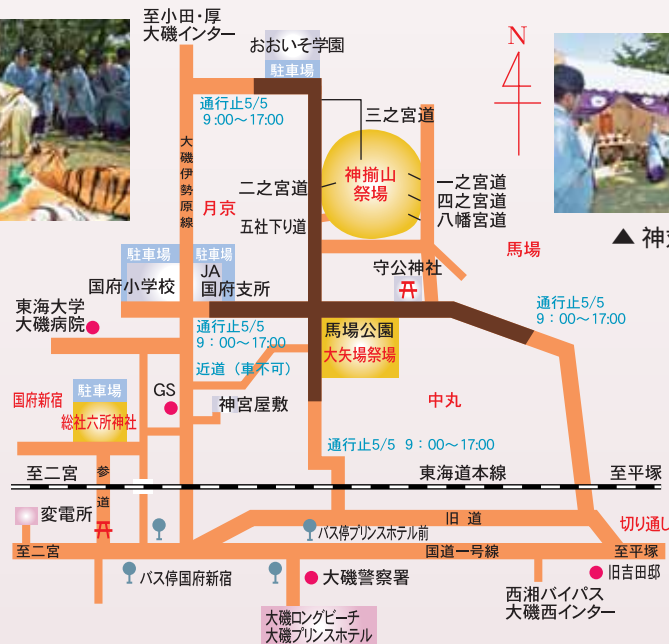 至小田・厚
大磯インター
おおいそ学園
駐車場
N
通行止5/5
9:00〜17:00
三之宮道
大磯伊勢原線
神揃山
祭場
二之宮道
一之宮道
四之宮道
八幡宮道
月京
五社下り道
馬場
駐車場
駐車場
国府小学校
JA
国府支所
守公神社
東海大学
大磯病院
通行止5/5
9：00〜17:00
馬場公園
大矢場祭場
通行止5/5
9：00〜17:00
近道（車不可）
駐車場
GS
神宮屋敷
中丸
国府新宿
総社六所神社
通行止5/5 9：00〜17:00
至二宮
参道
東海道本線
至平塚
変電所
旧道
切り通し
バス停プリンスホテル前
至二宮
国道一号線
至平塚
バス停国府新宿
大磯警察署
旧吉田邸
西湘バイパス
大磯西インター
大磯ロングビーチ
大磯プリンスホテル